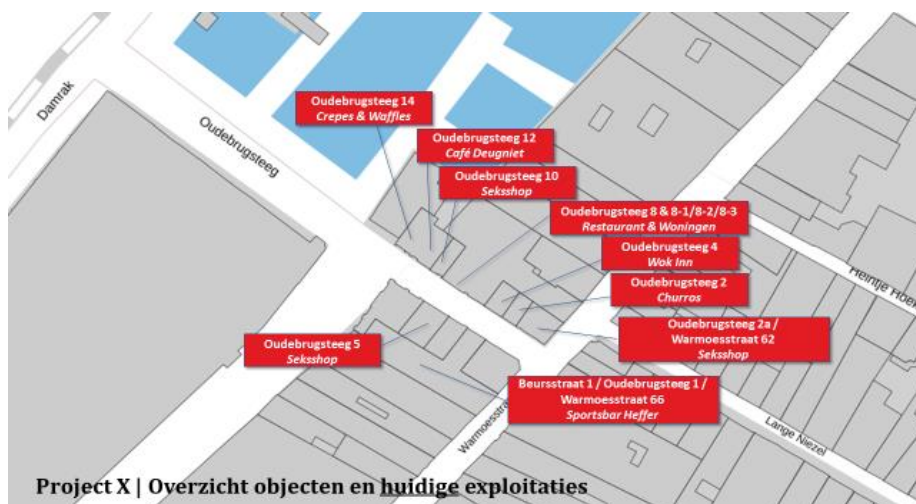 Damrak
Oudebrugsteeg
Oudebrugsteeg 14
Crepes & Waffles
Oudebrugsteeg 12
Café Deugniet
Oudebrugsteeg 10
Seksshop
Oudebrugsteeg 8 & 8-1/8-2/8-3
Restaurant & Woningen
Oudebrugsteeg 4
Wok Inn
Oudebrugsteeg 2
Churros
Oudebrugsteeg 2a /
Warmoesstraat 62
Seksshop
Oudebrugsteeg 5
Seksshop
Beursstraat 1 / Oudebrugsteeg 1 /
Warmoesstraat 66
Sportsbar Heffer
Heintje Hoek
Lange Niezel
Project X | Overzicht objecten en huidige exploitaties